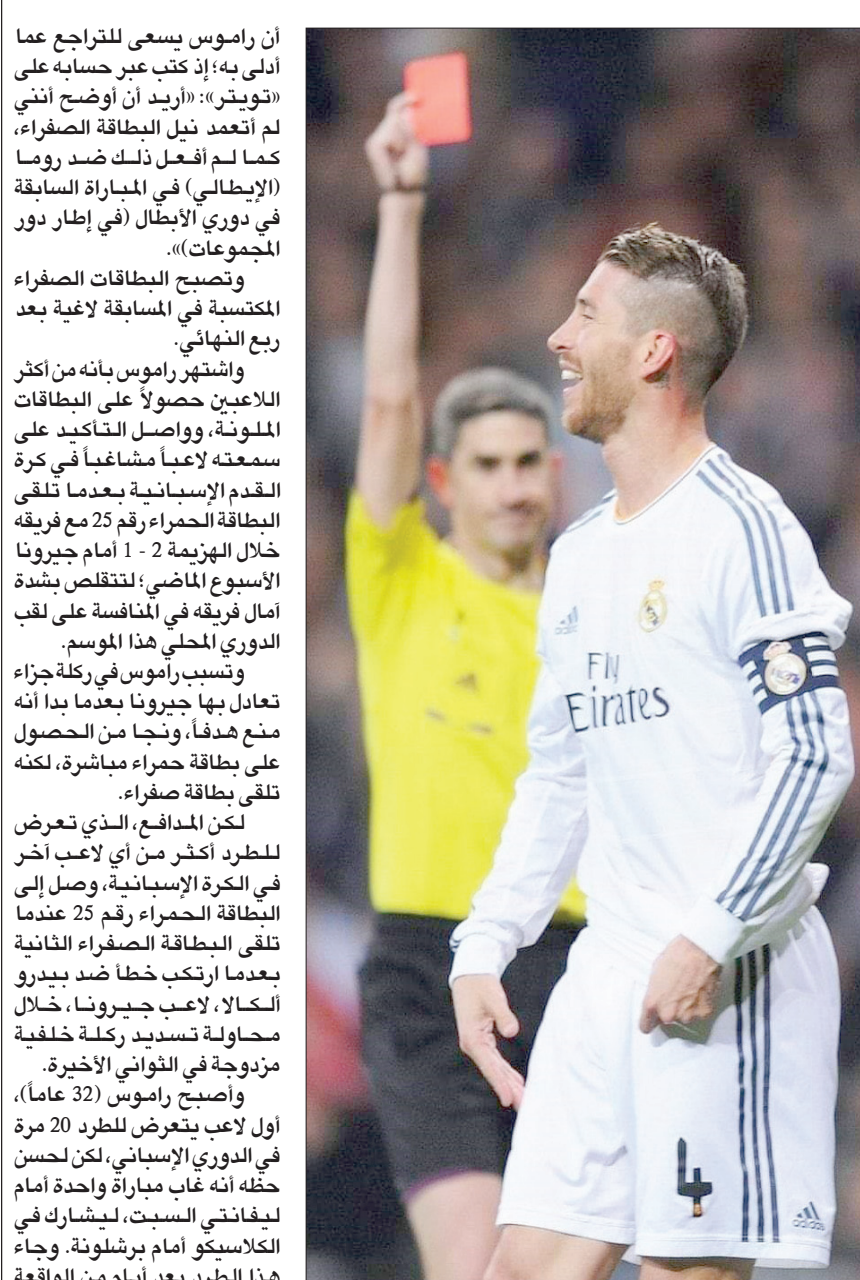 أن راموس يسعى للتراجع عما
أدلى به؛ إذ كتب عبر حسابه على
«تويتر»: «أريد أن أوضح أنني
لم أتعمد نيل البطاقة الصفراء،
كما لم أفعل ذلك ضد روما
(الإيطالي) في المباراة السابقة
في دوري الأبطال (في إطار دور
المجموعات)».
وتصبح البطاقات الصفراء
المكتسبة في المسابقة لاغية بعد
ربع النهائي.
واشتهر راموس بأنه من أكثر
اللاعبين حصولاً على البطاقات
الملونة، وواصل التأكيد على
سمعته لاعباً مشاغباً في كرة
القدم الإسبانية بعدما تلقى
البطاقة الحمراء رقم 25 مع فريقه
خلال الهزيمة 2 - 1 أمام جيرونا
الأسبوع الماضي؛ لتتقلص بشدة
آمال فريقه في المنافسة على لقب
الدوري المحلي هذا الموسم.
وتسبب راموس في ركلة جزاء
تعادل بها جيرونا بعدما بدا أنه
منع هدفاً، ونجا من الحصول
على بطاقة حمراء مباشرة، لكنه
تلقى بطاقة صفراء.
لكن المدافع، الذي تعرض
للطرد أكثر من أي لاعب آخر
في الكرة الإسبانية، وصل إلى
البطاقة الحمراء رقم 25 عندما
تلقى البطاقة الصفراء الثانية
بعدما ارتكب خطأ ضد بيدرو
ألكالا، لاعب جيرونا، خلال
محاولة تسديد ركلة خلفية
مزدوجة في الثواني الأخيرة.
وأصبح راموس (32 عاماً)،
أول لاعب يتعرض للطرد 20 مرة
في الدوري الإسباني، لكن لحسن
حظه أنه غاب مباراة واحدة أمام
ليفانتي السبت، ليشارك في
الكلاسيكو أمام برشلونة. وجاء
هذا الطرد بعد أيام من الواقعة
adidas
Fly
Emirates
4
adidas